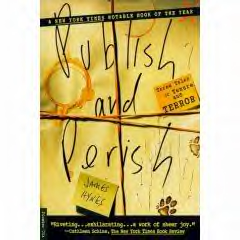 A NEW YORK TIMES NOTABLE BOOK OF THE YEAR
Publish
and
Perish
Three Tales
of Tenure
and
TERROR
JAMES
HYNES
"Riveting...exhilarating...a work of sheer joy."
—Cathleen Schine, The New York Times Book Review